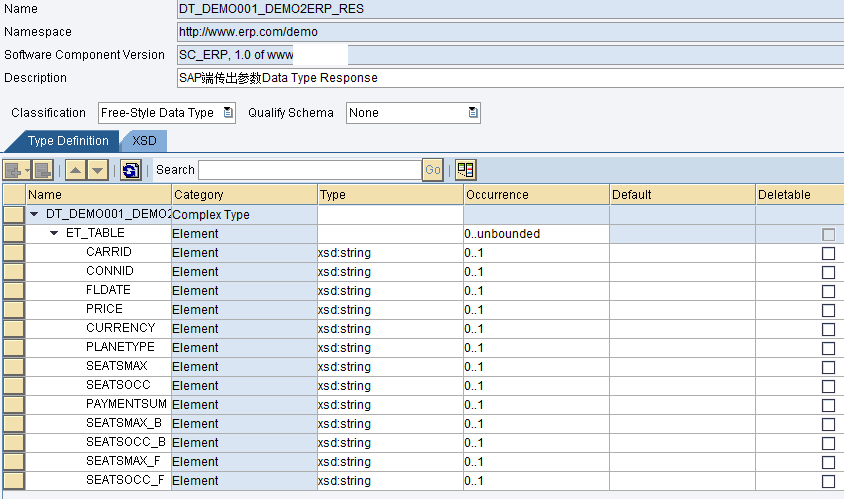 Name DT_DEMO001_DEMO2ERP_RES
Namespace http://www.erp.com/demo
Software Component Version SC_ERP, 1.0 of www
Description SAP端传出参数Data Type Response
Classification Free-Style Data Type Qualify Schema None
Type Definition XSD
Search Go
Name Category Type Occurrence Default Deletable
DT_DEMO001_DEMO2 Complex Type
ET_TABLE Element 0..unbounded
CARRID Element xsd:string 0..1
CONNID Element xsd:string 0..1
FLDATE Element xsd:string 0..1
PRICE Element xsd:string 0..1
CURRENCY Element xsd:string 0..1
PLANETYPE Element xsd:string 0..1
SEATSMAX Element xsd:string 0..1
SEATSOCC Element xsd:string 0..1
PAYMENTSUM Element xsd:string 0..1
SEATSMAX_B Element xsd:string 0..1
SEATSOCC_B Element xsd:string 0..1
SEATSMAX_F Element xsd:string 0..1
SEATSOCC_F Element xsd:string 0..1